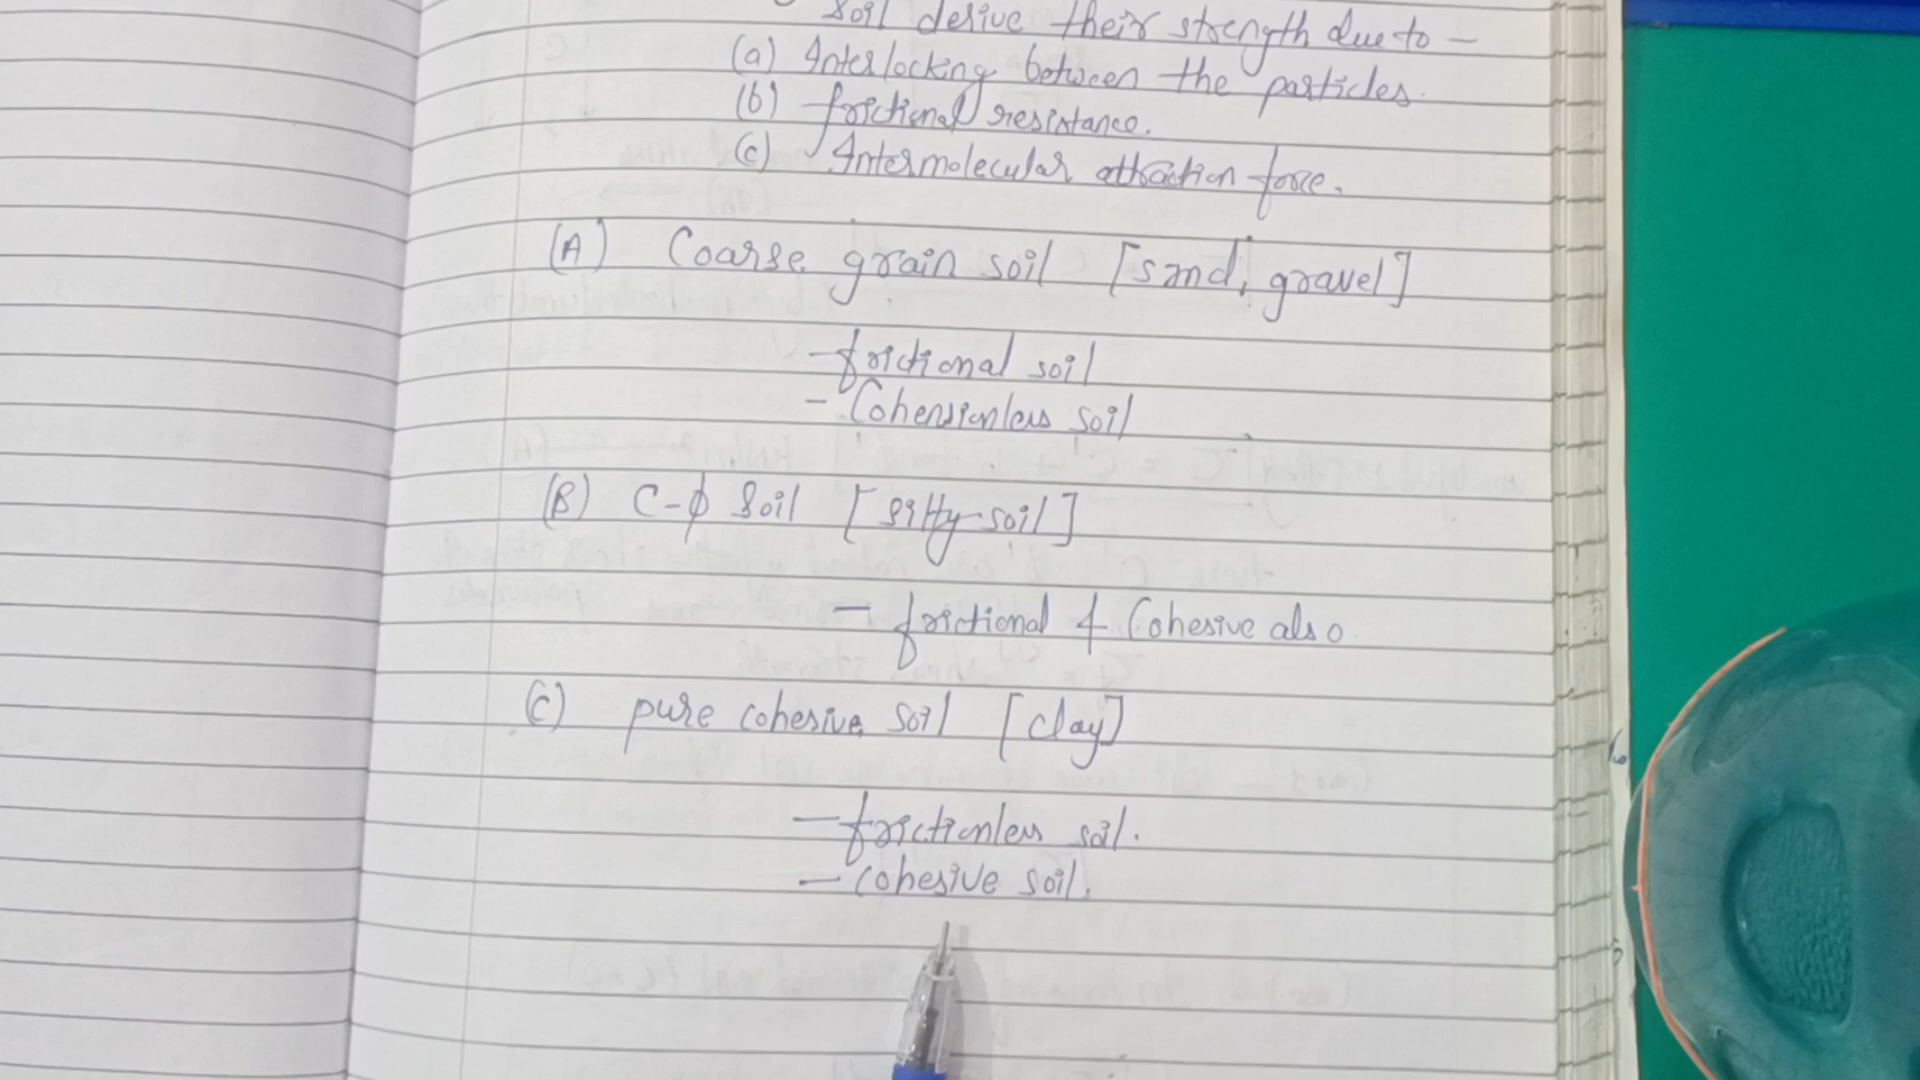 soil derive their strength due to -
(a) Interlocking between the particles.
(b) frictional resistance.
(c) Intermolecular attraction force.
(A) Coarse grain soil [sand, gravel]
- frictional soil
- Cohensionless soil
(B) C-φ Soil [silty-soil]
- frictional & Cohesive also
(C) pure cohesive soil [clay]
- frictionless soil.
- cohesive soil.